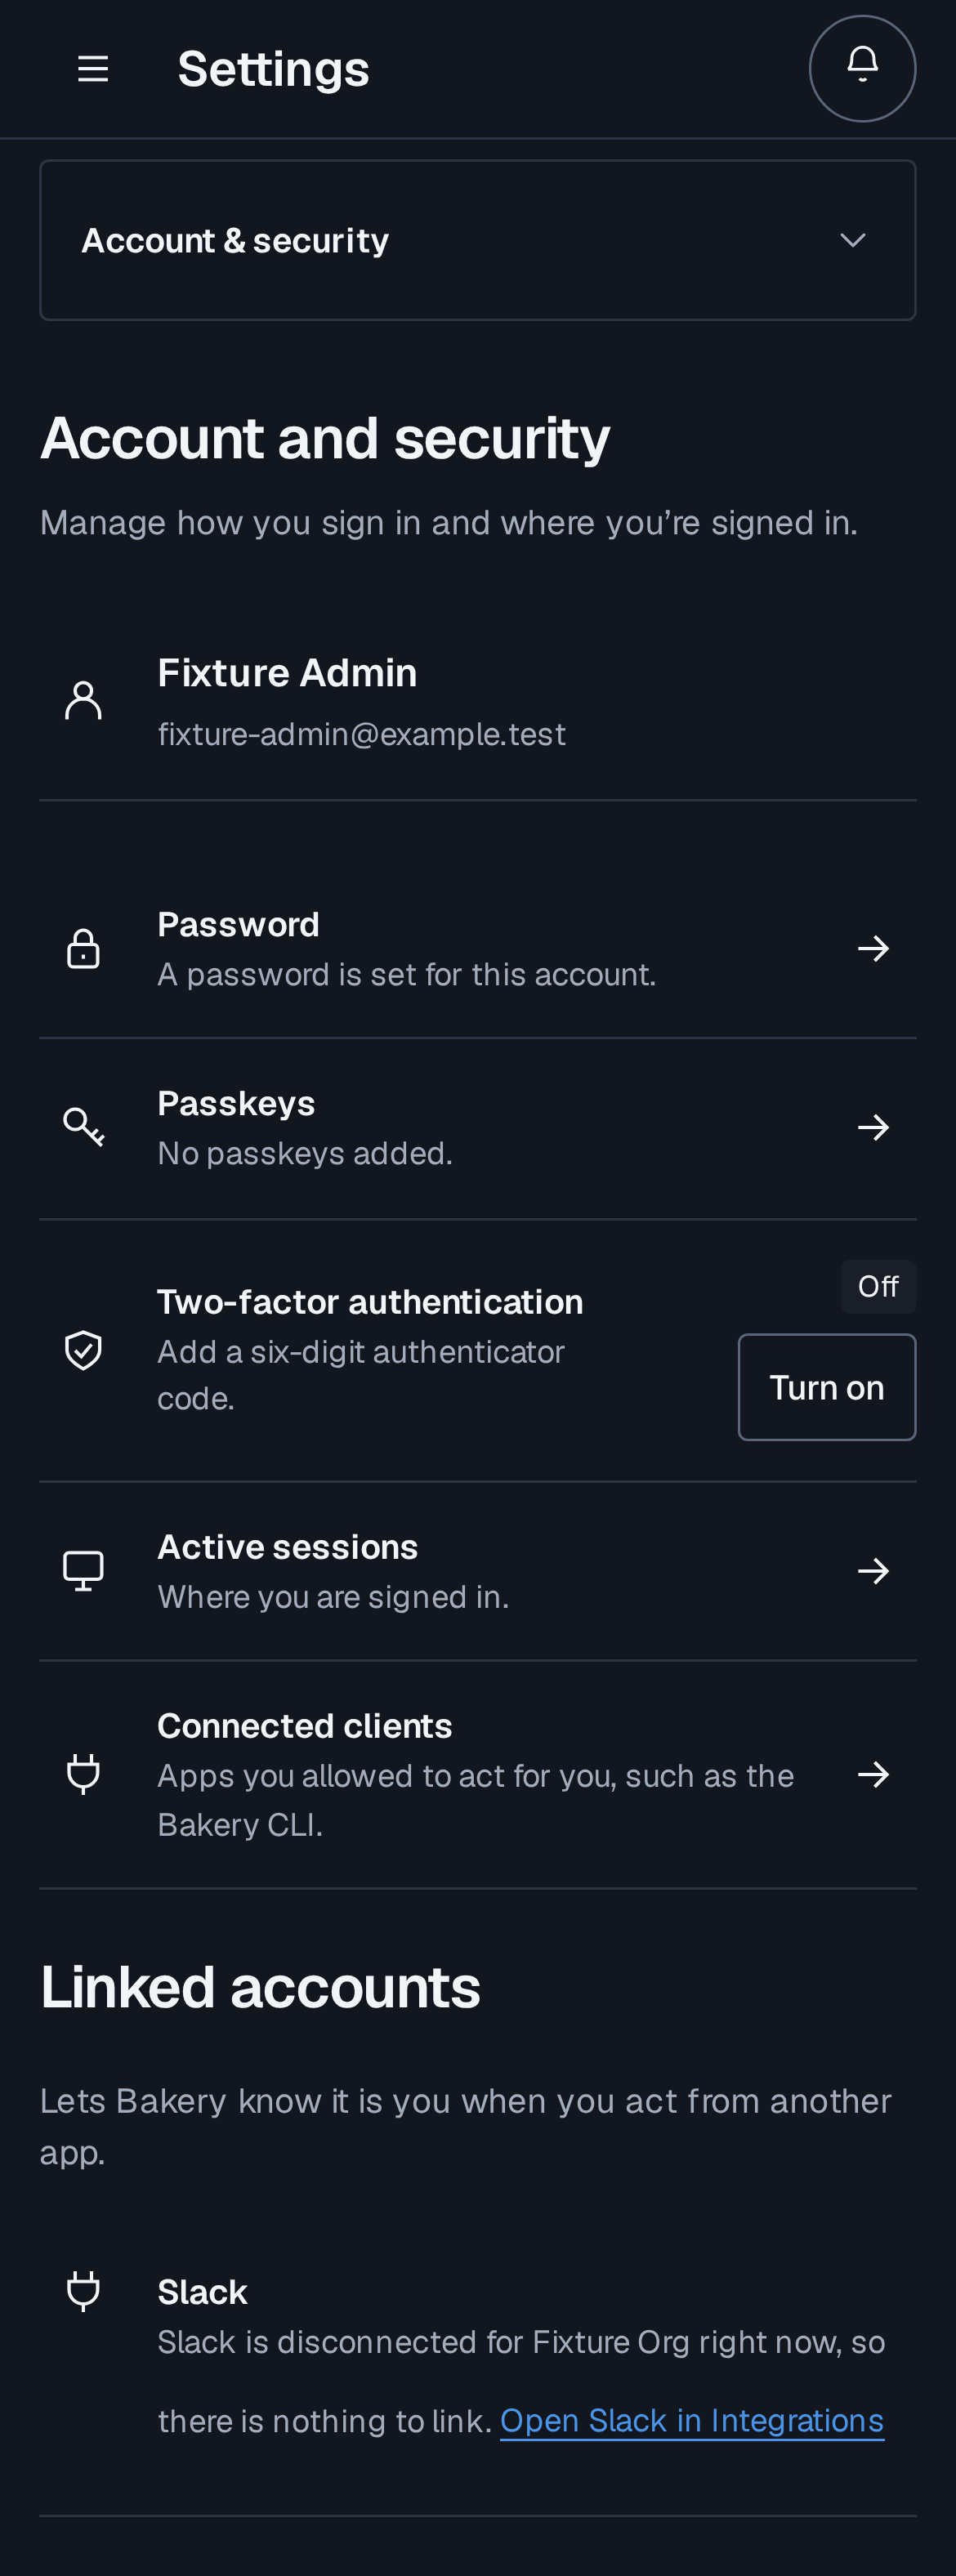 Settings
Account & security
Account and security
Manage how you sign in and where you’re signed in.
Fixture Admin
fixture-admin@example.test
Password
A password is set for this account.
Passkeys
No passkeys added.
Off
Two-factor authentication
Add a six-digit authenticator
code.
Turn on
Active sessions
Where you are signed in.
Connected clients
Apps you allowed to act for you, such as the
Bakery CLI.
Linked accounts
Lets Bakery know it is you when you act from another
app.
Slack
Slack is disconnected for Fixture Org right now, so
there is nothing to link. Open Slack in Integrations